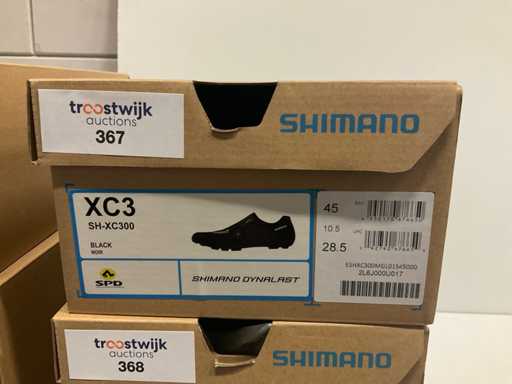 troostwijk
auctions
367
SHIMANO
XC3
SH-XC300
BLACK
NOIR
SPD
SHIMANO DYNALAST
45
10.5
28.5
2L6J000U017
troostwijk
auctions
368
SHIMANO